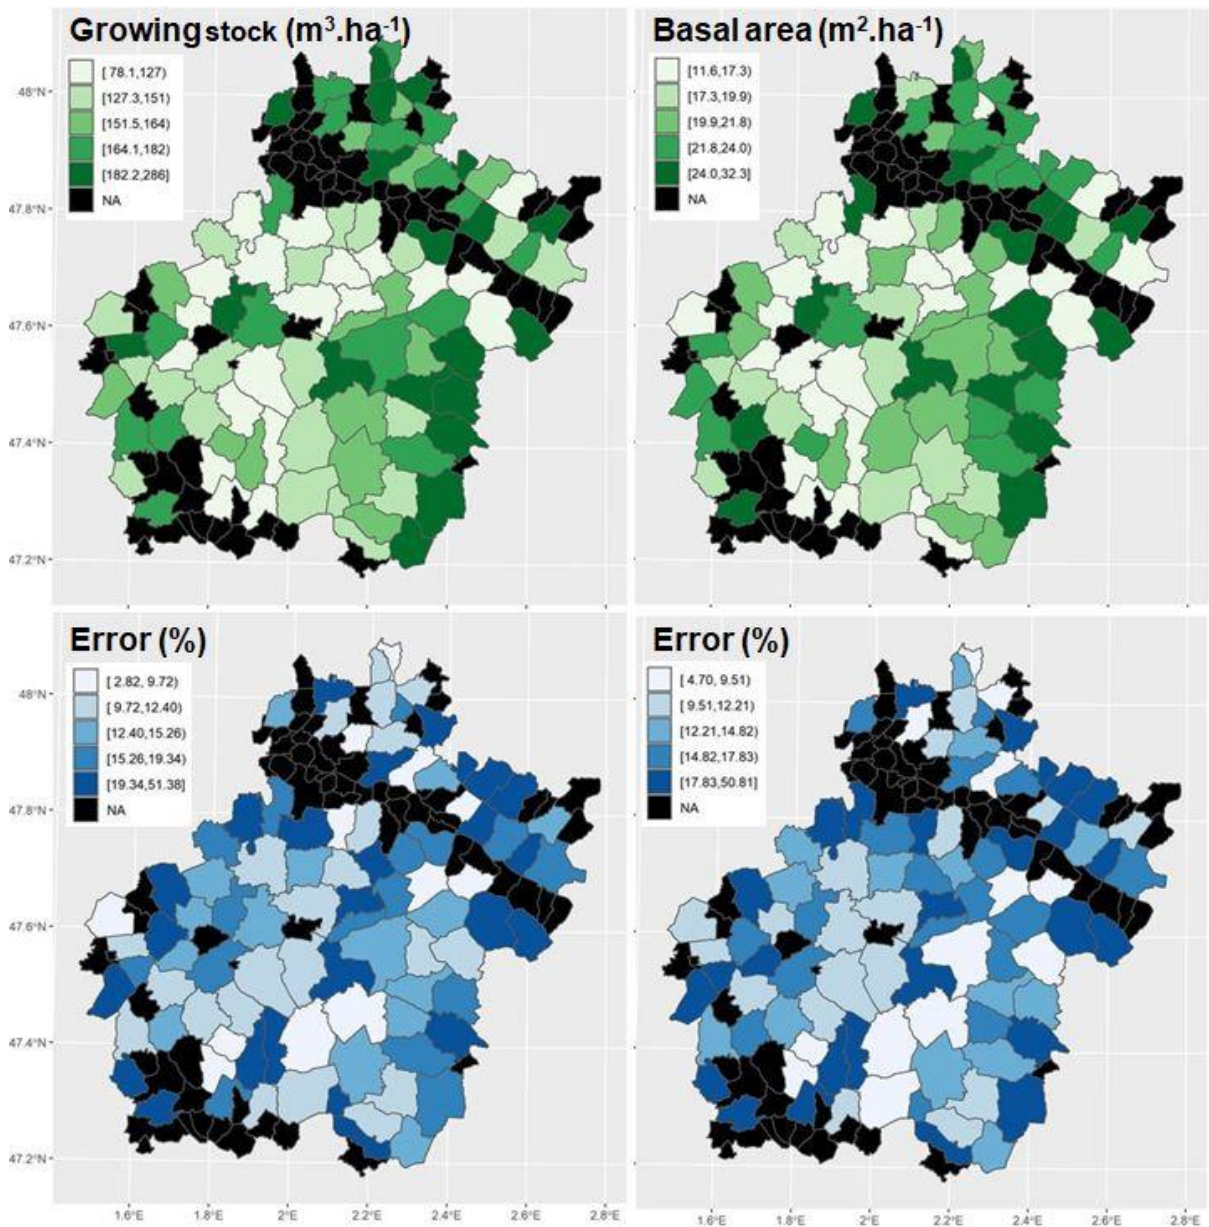 Growing stock (m³.ha⁻¹)
[ 78.1,127)
[127.3,151)
[151.5,164)
[164.1,182)
[182.2,286]
NA
48°N
47.8°N
47.6°N
47.4°N
47.2°N
Basal area (m².ha⁻¹)
[11.6,17.3)
[17.3,19.9)
[19.9,21.8)
[21.8,24.0)
[24.0,32.3]
NA
Error (%)
[ 2.82, 9.72)
[ 9.72,12.40)
[12.40,15.26)
[15.26,19.34)
[19.34,51.38]
NA
48°N
47.8°N
47.6°N
47.4°N
47.2°N
1.6°E 1.8°E 2°E 2.2°E 2.4°E 2.6°E 2.8°E
Error (%)
[ 4.70, 9.51)
[ 9.51,12.21)
[12.21,14.82)
[14.82,17.83)
[17.83,50.81]
NA
1.6°E 1.8°E 2°E 2.2°E 2.4°E 2.6°E 2.8°E